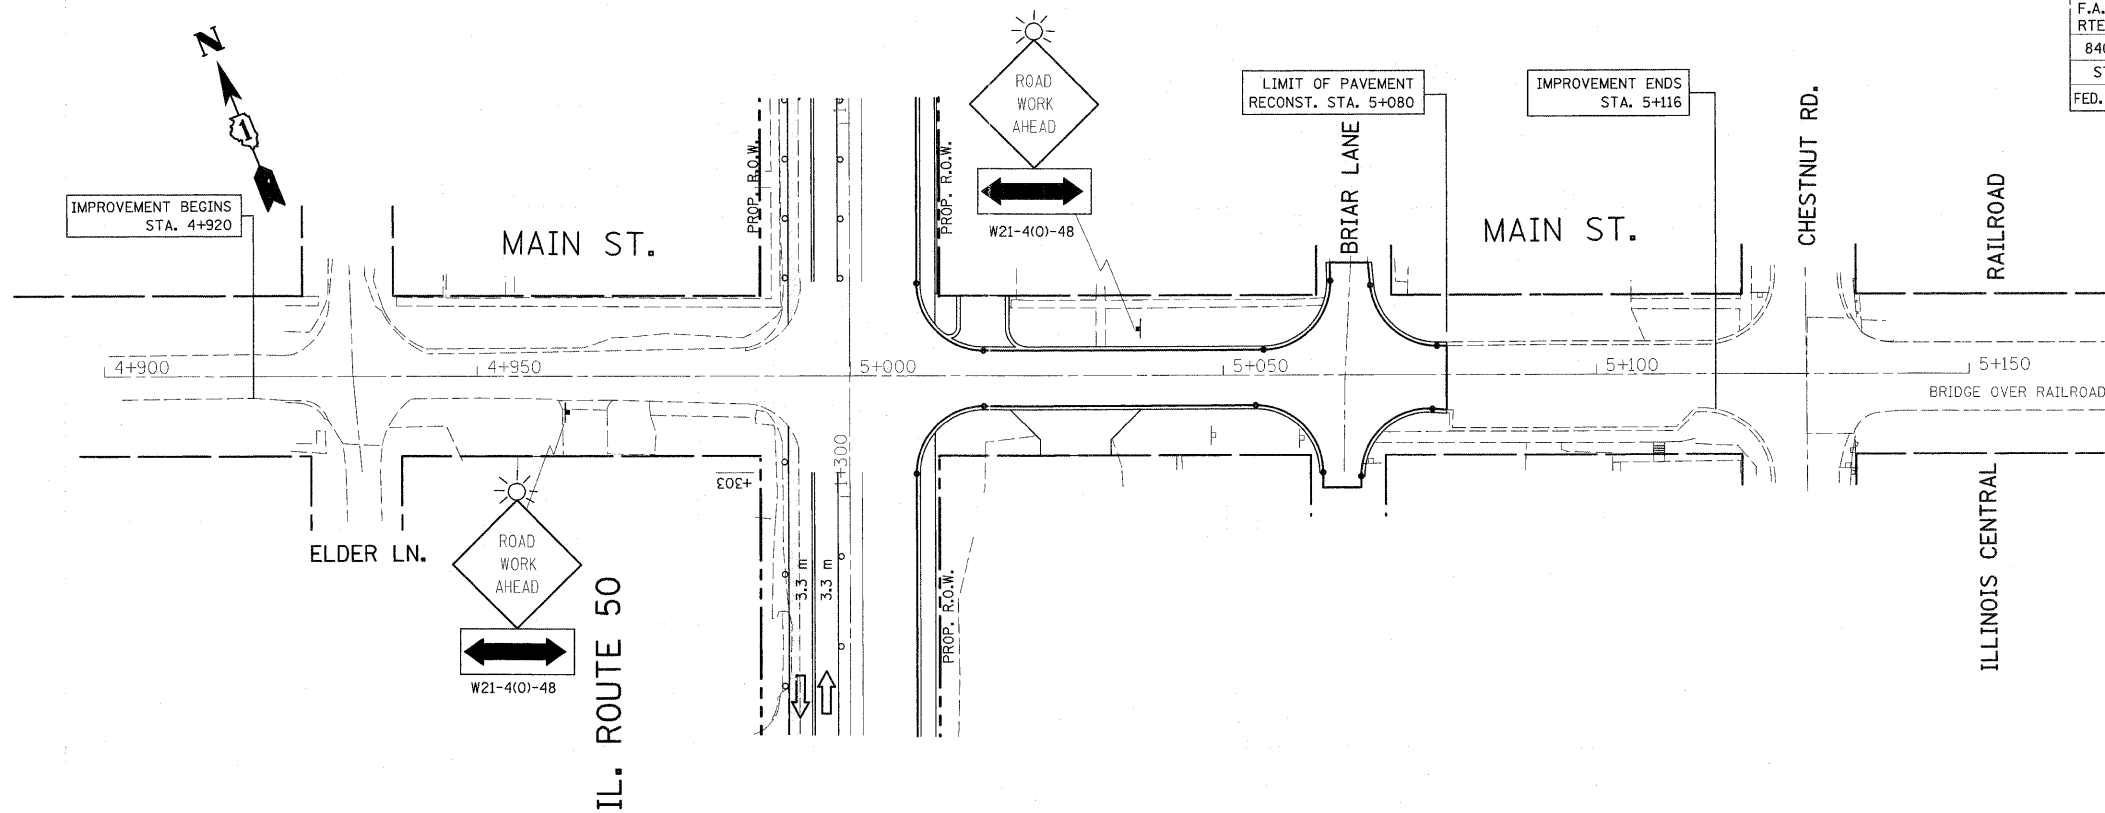 F.A.
RTE
ST
FED.
N
1
ROAD
WORK
AHEAD
W21-4(O)-48
LIMIT OF PAVEMENT
RECONST. STA. 5+080
IMPROVEMENT ENDS
STA. 5+116
IMPROVEMENT BEGINS
STA. 4+920
MAIN ST.
PROP. R.O.W.
PROP. R.O.W.
BRIAR LANE
MAIN ST.
CHESTNUT RD.
RAILROAD
4+900
4+950
5+000
5+050
5+100
5+150
BRIDGE OVER RAILROAD
+300
+303
ELDER LN.
ROAD
WORK
AHEAD
W21-4(O)-48
IL. ROUTE 50
3.3 m
3.3 m
PROP. R.O.W.
ILLINOIS CENTRAL